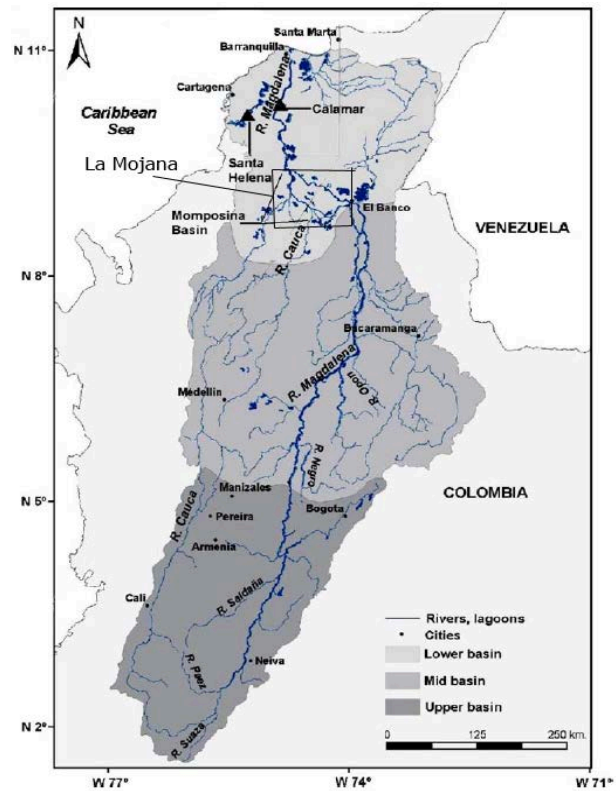 N
N 11°
Santa Marta
Barranquilla
R. Magdalena
Cartagena
Calamar
Caribbean
Sea
Santa
Helena
La Mojana
Momposina
Basin
El Banco
R. Cauca
VENEZUELA
N 8°
Bucaramanga
R. Magdalena
R. Opon
Medellin
R. Negro
N 5°
Manizales
COLOMBIA
R. Cauca
Pereira
Bogota
Armenia
R. Saldaña
Cali
R. Paez
Neiva
Rivers, lagoons
Cities
Lower basin
Mid basin
Upper basin
N 2°
R. Suaza
0 125 250 km.
W 77° W 74° W 71°